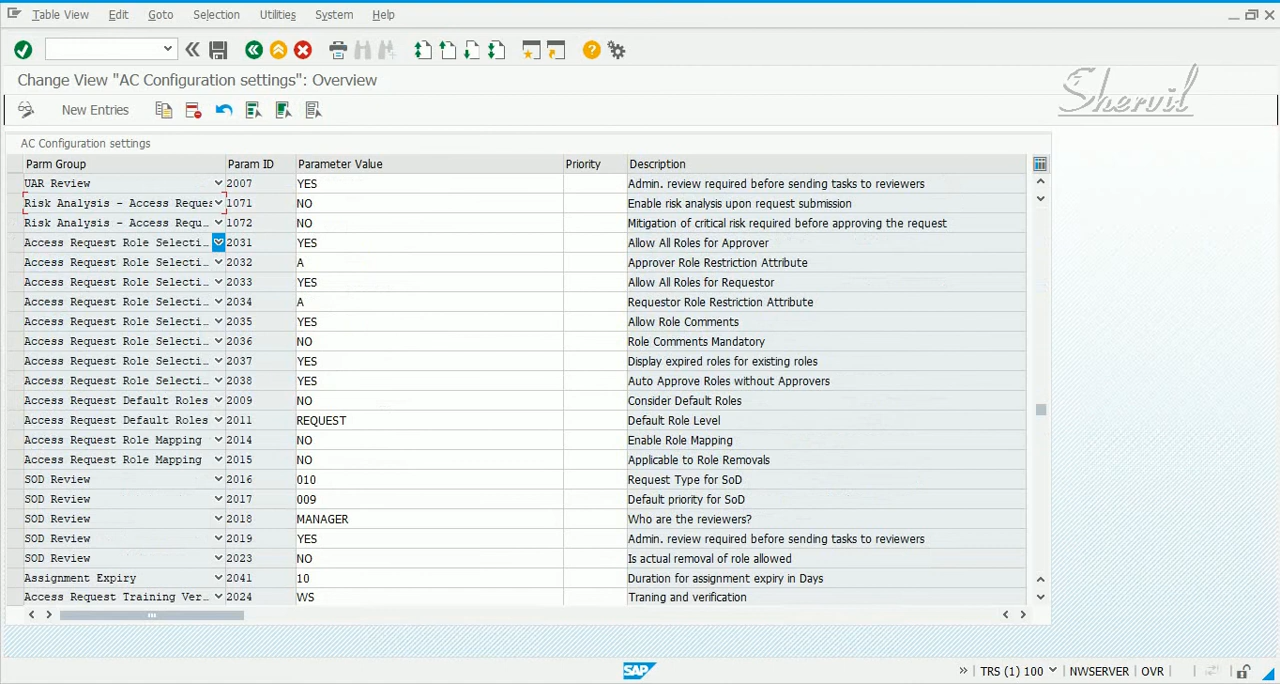 Table View Edit Goto Selection Utilities System Help
Change View "AC Configuration settings": Overview
Shervil
New Entries
AC Configuration settings
Parm Group Param ID Parameter Value Priority Description
UAR Review 2007 YES Admin. review required before sending tasks to reviewers
Risk Analysis - Access Reques 1071 NO Enable risk analysis upon request submission
Risk Analysis - Access Requ… 1072 NO Mitigation of critical risk required before approving the request
Access Request Role Selecti… 2031 YES Allow All Roles for Approver
Access Request Role Selecti… 2032 A Approver Role Restriction Attribute
Access Request Role Selecti… 2033 YES Allow All Roles for Requestor
Access Request Role Selecti… 2034 A Requestor Role Restriction Attribute
Access Request Role Selecti… 2035 YES Allow Role Comments
Access Request Role Selecti… 2036 NO Role Comments Mandatory
Access Request Role Selecti… 2037 YES Display expired roles for existing roles
Access Request Role Selecti… 2038 YES Auto Approve Roles without Approvers
Access Request Default Roles 2009 NO Consider Default Roles
Access Request Default Roles 2011 REQUEST Default Role Level
Access Request Role Mapping 2014 NO Enable Role Mapping
Access Request Role Mapping 2015 NO Applicable to Role Removals
SOD Review 2016 010 Request Type for SoD
SOD Review 2017 009 Default priority for SoD
SOD Review 2018 MANAGER Who are the reviewers?
SOD Review 2019 YES Admin. review required before sending tasks to reviewers
SOD Review 2023 NO Is actual removal of role allowed
Assignment Expiry 2041 10 Duration for assignment expiry in Days
Access Request Training Ver… 2024 WS Traning and verification
SAP TRS (1) 100 NWSERVER OVR